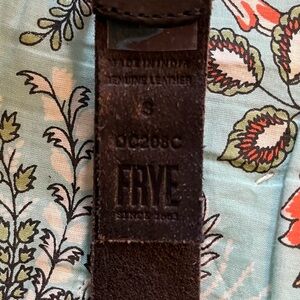 MADE IN INDIA
GENUINE LEATHER
S
DC208C
FRYE
SINCE 1863